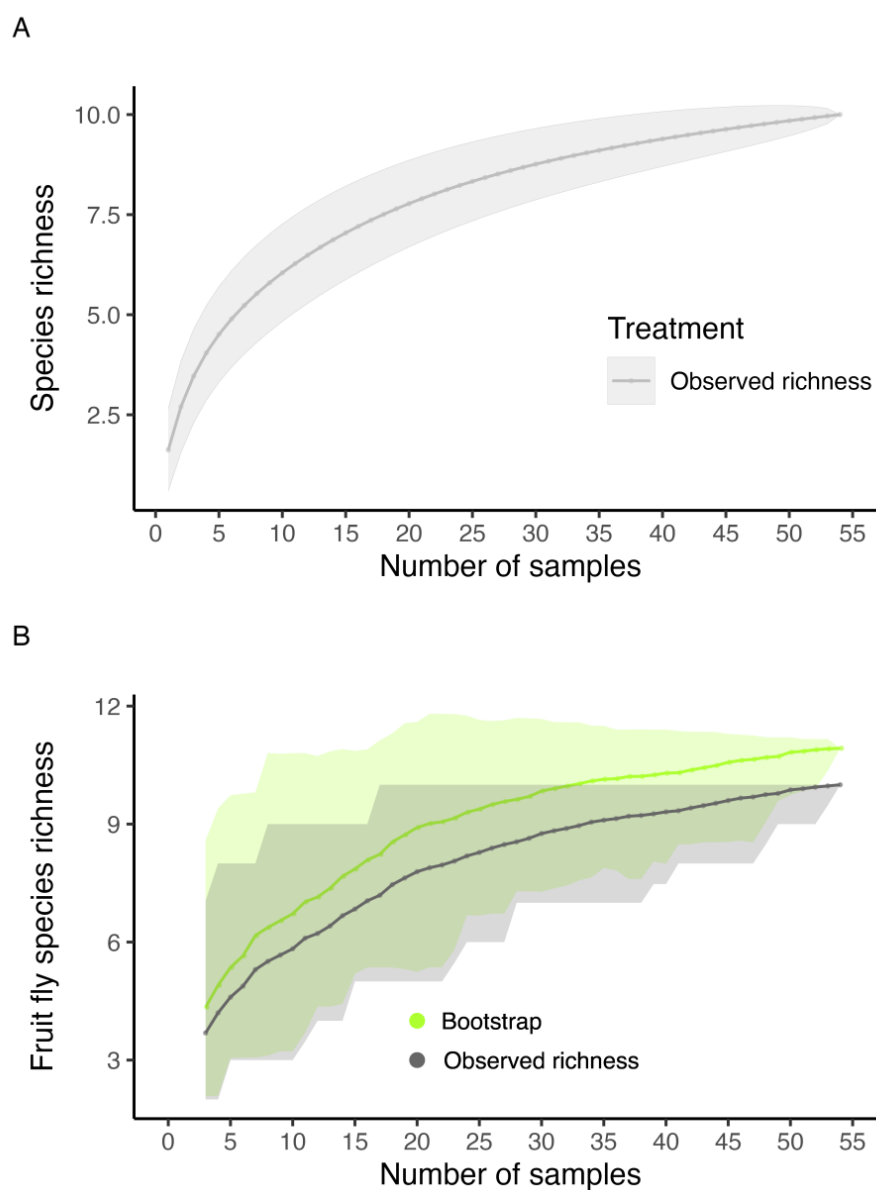 A
Species richness
10.0
7.5
5.0
2.5
Treatment
Observed richness
0 5 10 15 20 25 30 35 40 45 50 55
Number of samples
B
Fruit fly species richness
12
9
6
3
Bootstrap
Observed richness
0 5 10 15 20 25 30 35 40 45 50 55
Number of samples